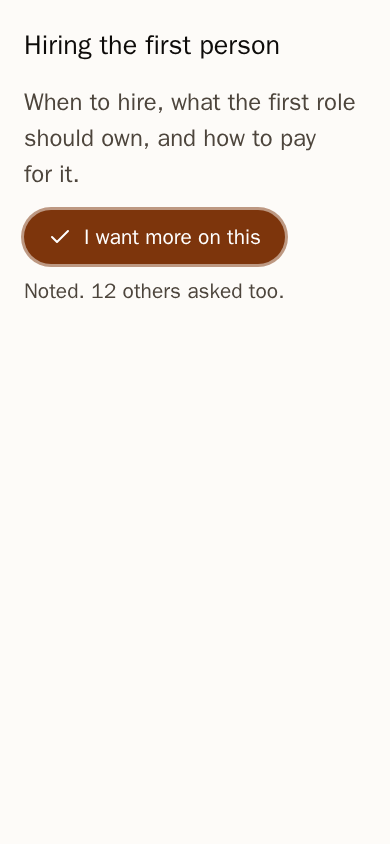 Hiring the first person
When to hire, what the first role
should own, and how to pay
for it.
I want more on this
Noted. 12 others asked too.